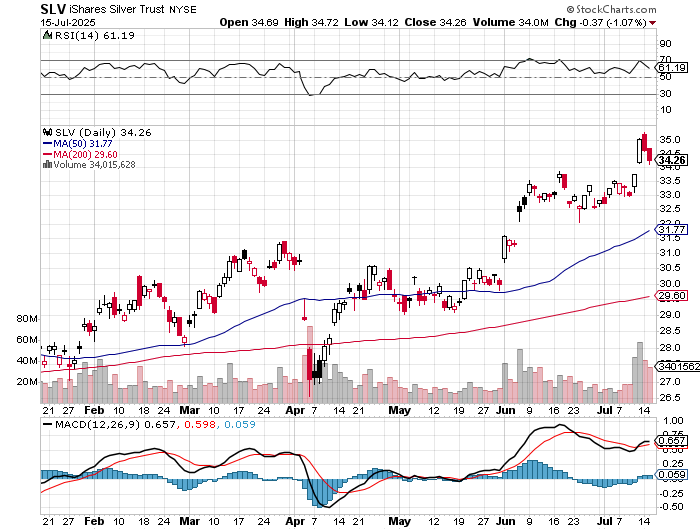 SLV iShares Silver Trust NYSE
© StockCharts.com
15-Jul-2025
Open 34.69 High 34.72 Low 34.12 Close 34.26 Volume 34.0M Chg -0.37 (-1.07%)
RSI(14) 61.19
90
70
61.19
50
30
10
SLV (Daily) 34.26
MA(50) 31.77
MA(200) 29.60
Volume 34,015,628
35.0
34.5
34.26
33.5
33.0
32.5
32.0
31.77
31.5
31.0
30.5
30.0
29.60
29.0
28.5
28.0
27.0
26.5
80M
60M
40M
20M
3401562
21 27 Feb 10 18 24 Mar 10 17 24 Apr 7 14 21 May 12 19 27 Jun 9 16 23 Jul 7 14
MACD(12,26,9) 0.657, 0.598, 0.059
1.00
0.75
0.657
0.25
0.059
-0.25
-0.50
21 27 Feb 10 18 24 Mar 10 17 24 Apr 7 14 21 May 12 19 27 Jun 9 16 23 Jul 7 14